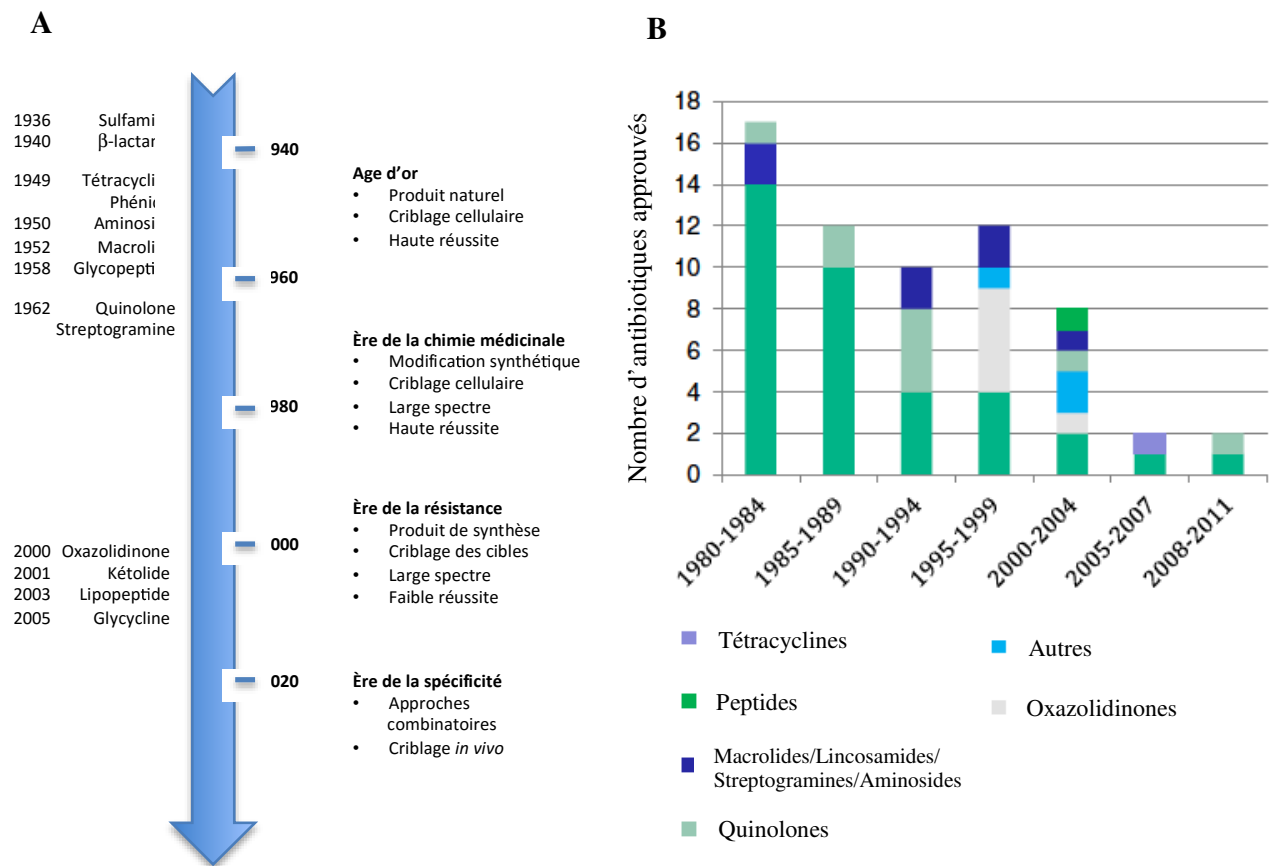 A
1936 Sulfami
1940 β-lactar
1949 Tétracycli
Phénic
1950 Aminosi
1952 Macroli
1958 Glycopepti
1962 Quinolone
Streptogramine
2000 Oxazolidinone
2001 Kétolide
2003 Lipopeptide
2005 Glycycline
940
960
980
000
020
Age d’or
• Produit naturel
• Criblage cellulaire
• Haute réussite
Ère de la chimie médicinale
• Modification synthétique
• Criblage cellulaire
• Large spectre
• Haute réussite
Ère de la résistance
• Produit de synthèse
• Criblage des cibles
• Large spectre
• Faible réussite
Ère de la spécificité
• Approches
combinatoires
• Criblage in vivo
B
Nombre d’antibiotiques approuvés
18
16
14
12
10
8
6
4
2
0
1980-1984
1985-1989
1990-1994
1995-1999
2000-2004
2005-2007
2008-2011
Tétracyclines
Peptides
Macrolides/Lincosamides/
Streptogramines/Aminosides
Quinolones
Autres
Oxazolidinones